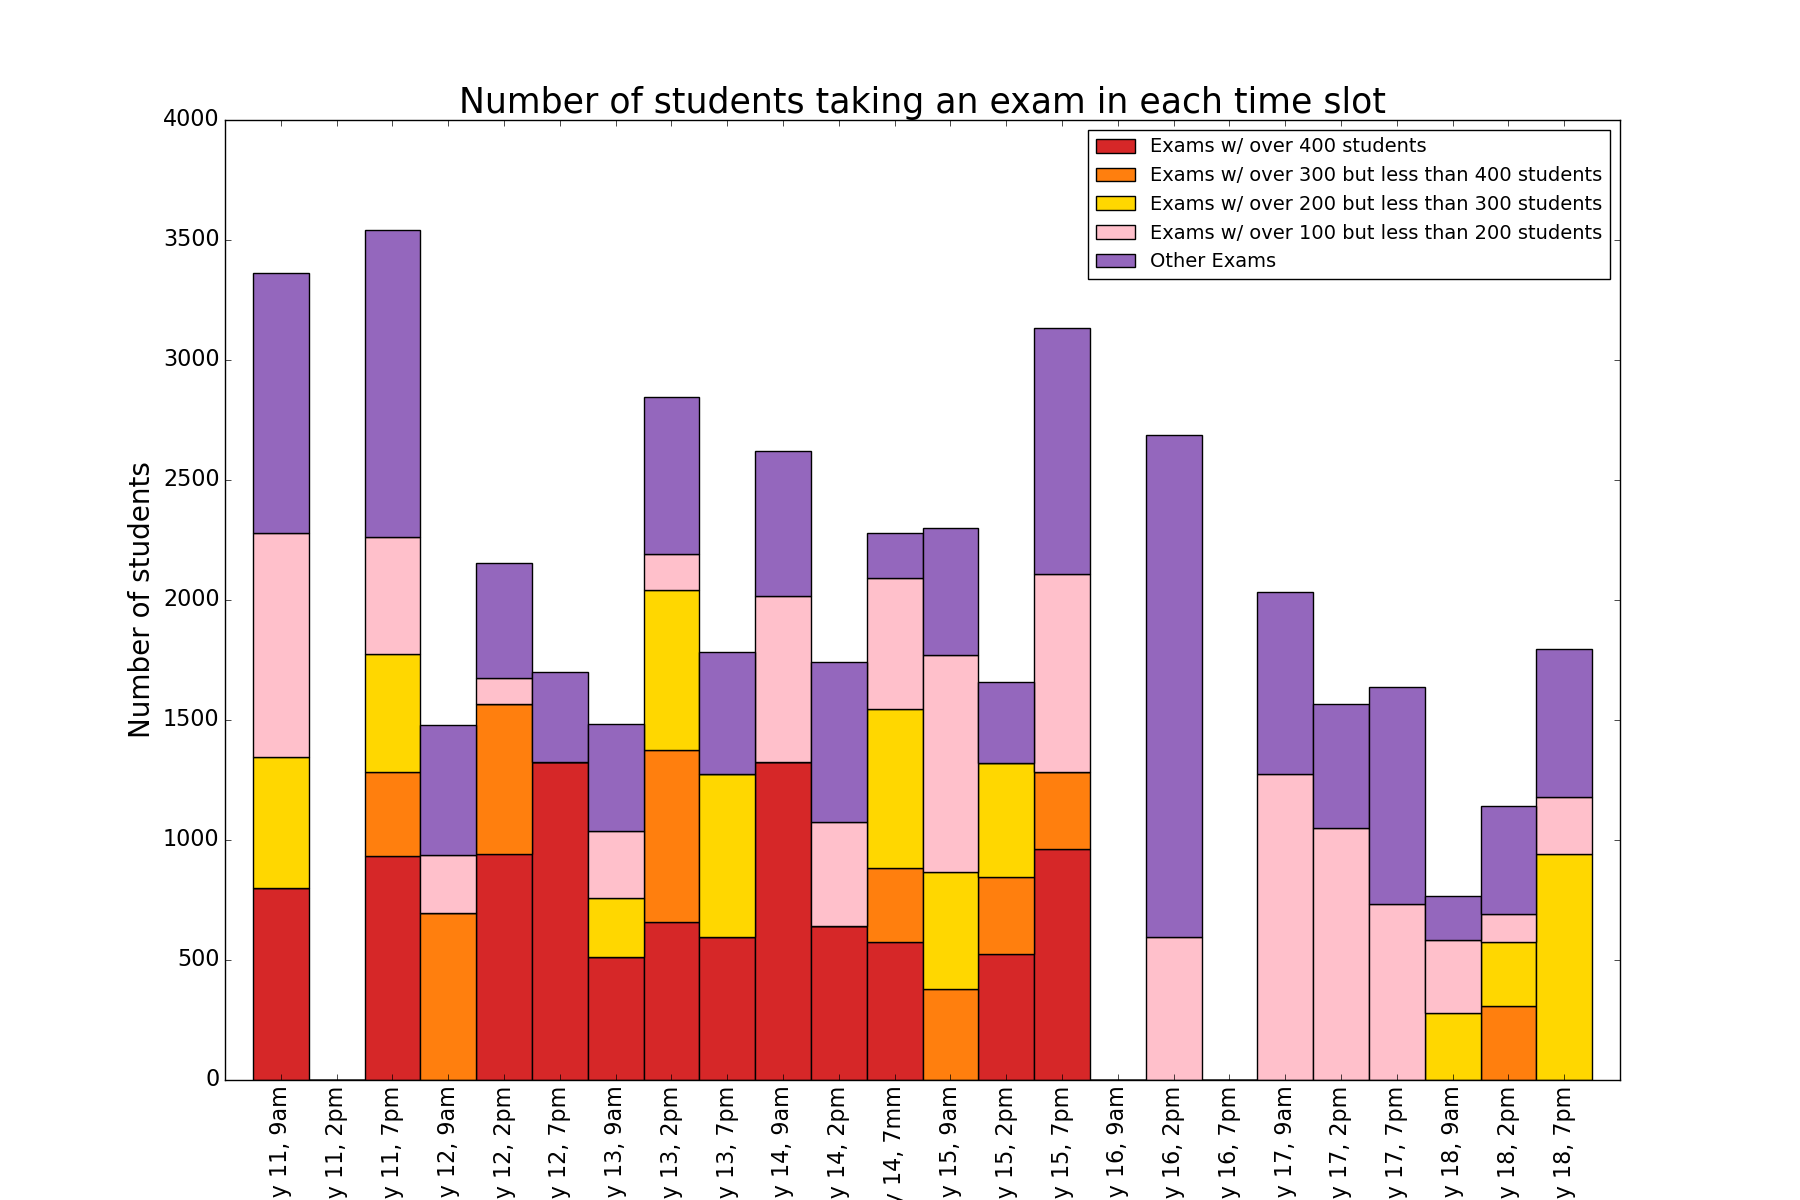 Number of students taking an exam in each time slot
Exams w/ over 400 students
Exams w/ over 300 but less than 400 students
Exams w/ over 200 but less than 300 students
Exams w/ over 100 but less than 200 students
Other Exams
Number of students
4000
3500
3000
2500
2000
1500
1000
500
0
y 11, 9am
y 11, 2pm
y 11, 7pm
y 12, 9am
y 12, 2pm
y 12, 7pm
y 13, 9am
y 13, 2pm
y 13, 7pm
y 14, 9am
y 14, 2pm
y 14, 7mm
y 15, 9am
y 15, 2pm
y 15, 7pm
y 16, 9am
y 16, 2pm
y 16, 7pm
y 17, 9am
y 17, 2pm
y 17, 7pm
y 18, 9am
y 18, 2pm
y 18, 7pm